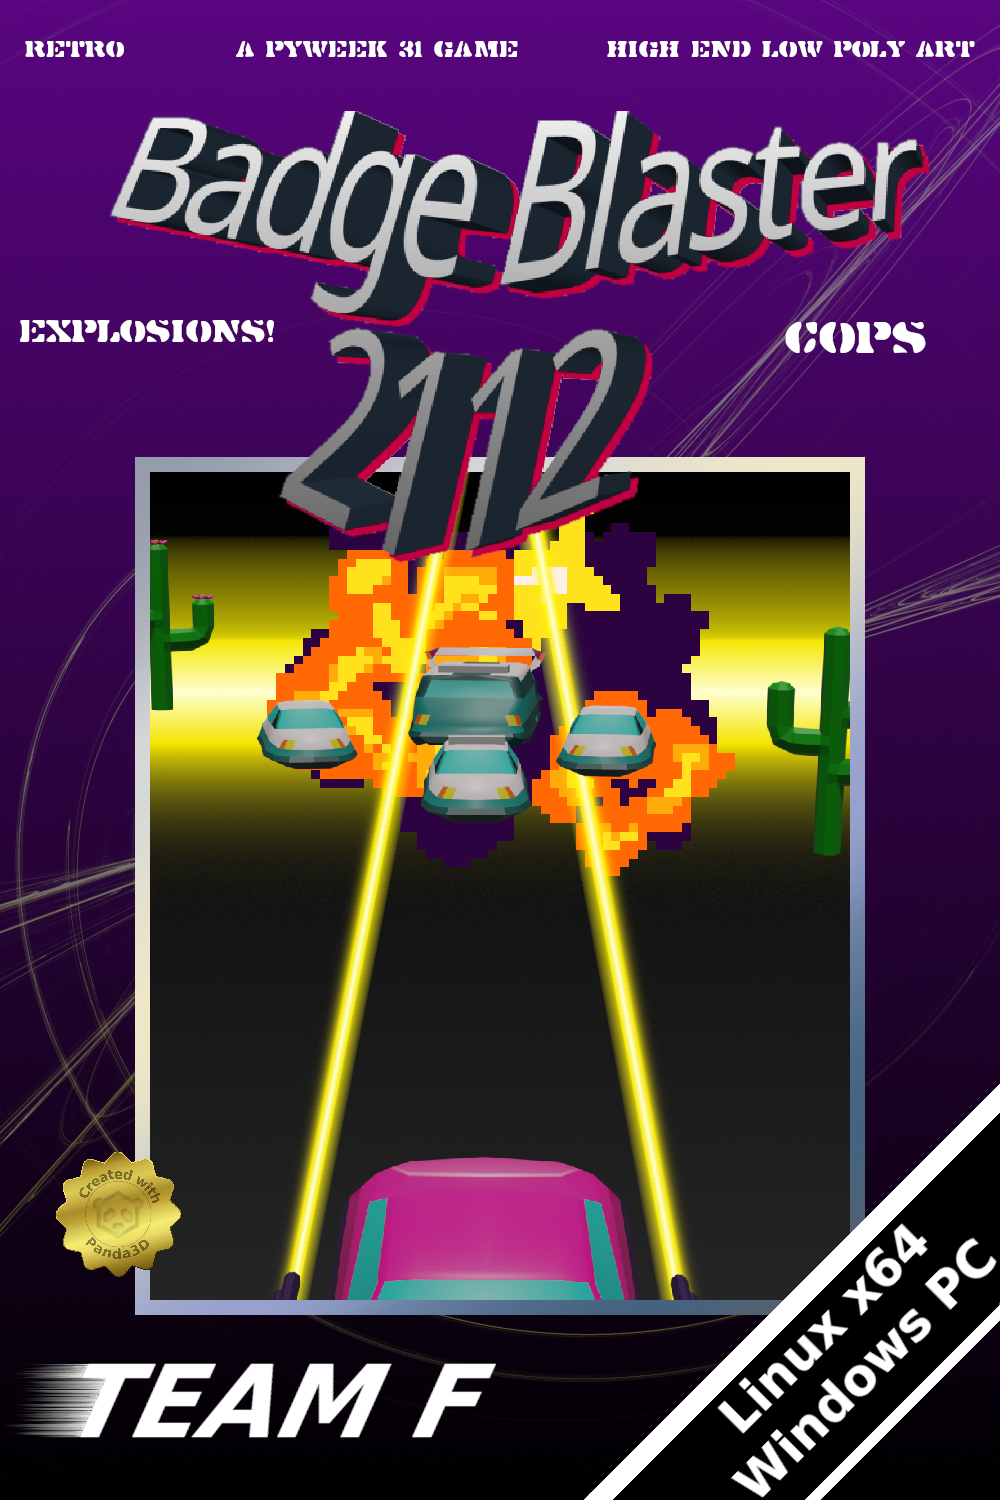 RETRO
A PYWEEK 31 GAME
HIGH END LOW POLY ART
Badge Blaster
EXPLOSIONS!
2112
COPS
Created with
Panda3D
TEAM F
Linux x64
Windows PC